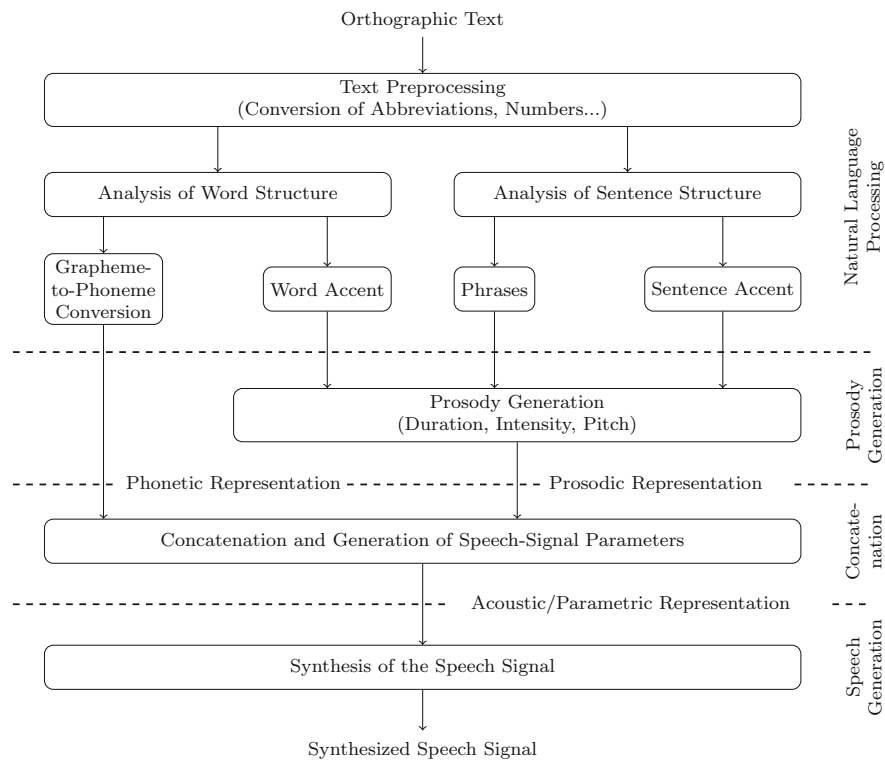 Orthographic Text
Text Preprocessing
(Conversion of Abbreviations, Numbers...)
Analysis of Word Structure
Analysis of Sentence Structure
Grapheme-
to-Phoneme
Conversion
Word Accent
Phrases
Sentence Accent
Natural Language
Processing
Prosody Generation
(Duration, Intensity, Pitch)
Prosody
Generation
Phonetic Representation
Prosodic Representation
Concatenation and Generation of Speech-Signal Parameters
Concate-
nation
Acoustic/Parametric Representation
Synthesis of the Speech Signal
Speech
Generation
Synthesized Speech Signal